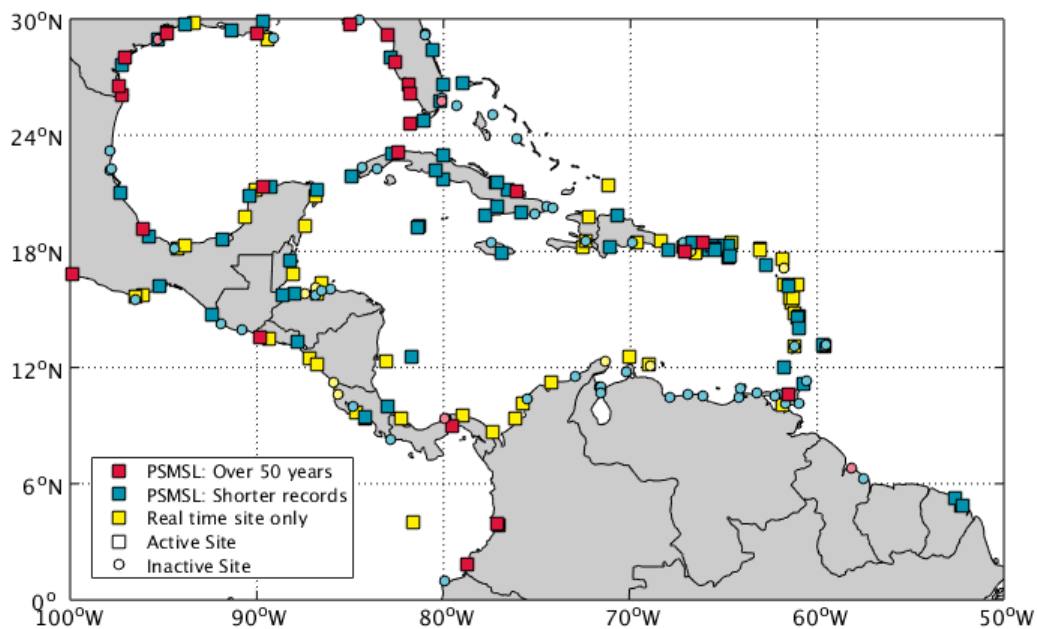 30°N
24°N
18°N
12°N
6°N
0°
PSMSL: Over 50 years
PSMSL: Shorter records
Real time site only
Active Site
Inactive Site
100°W 90°W 80°W 70°W 60°W 50°W